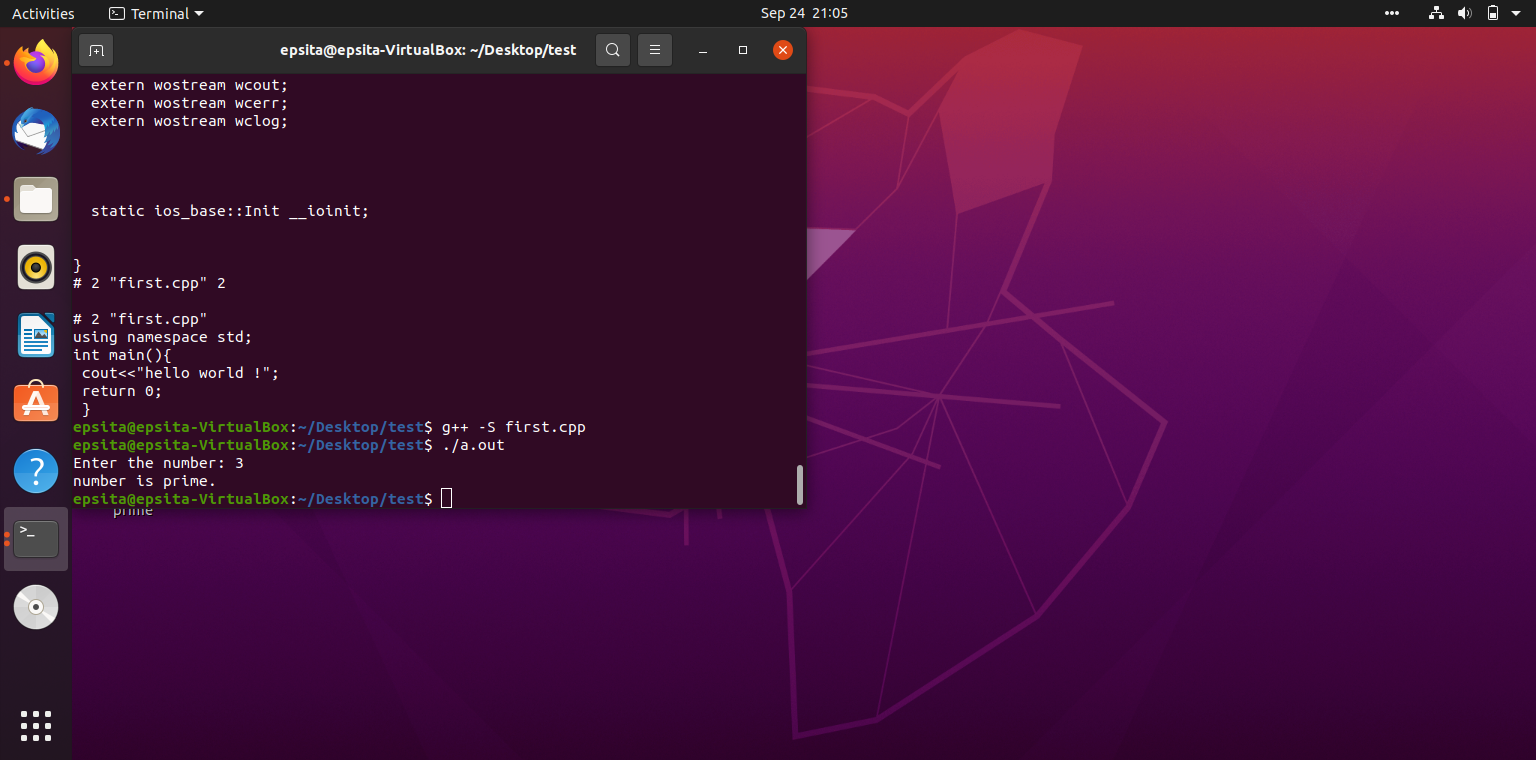 Activities
Terminal
Sep 24 21:05
epsita@epsita-VirtualBox: ~/Desktop/test
extern wostream wcout;
extern wostream wcerr;
extern wostream wclog;
static ios_base::Init __ioinit;
}
# 2 "first.cpp" 2
# 2 "first.cpp"
using namespace std;
int main(){
cout<<"hello world !";
return 0;
}
epsita@epsita-VirtualBox:~/Desktop/test$ g++ -S first.cpp
epsita@epsita-VirtualBox:~/Desktop/test$ ./a.out
Enter the number: 3
number is prime.
epsita@epsita-VirtualBox:~/Desktop/test$
prime